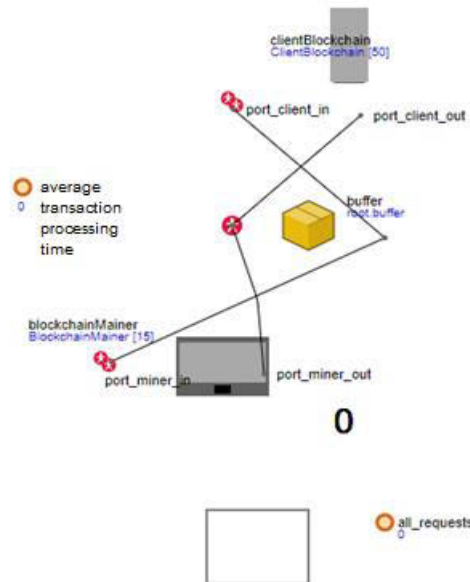 clientBlockchain
ClientBlockchain [50]
port_client_in
port_client_out
average
0 transaction
processing
time
buffer
root.buffer
blockchainMainer
BlockchainMainer [15]
port_miner_in
port_miner_out
0
all_requests
0